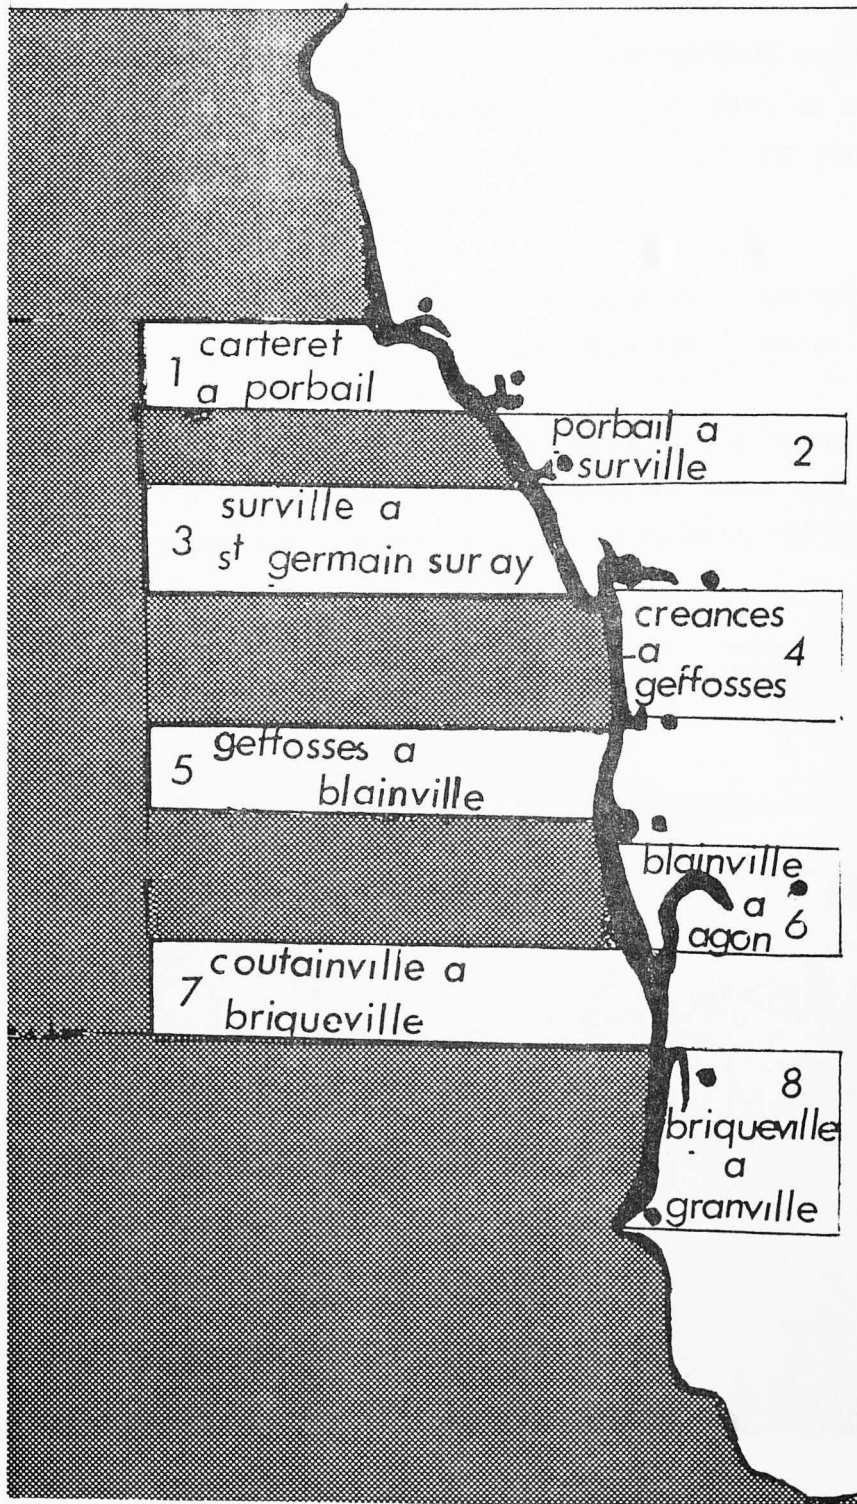 1 carteret
a porbail
porbail a
surville 2
surville a
3 st germain sur ay
creances
a 4
geffosses
5 geffosses a
blainville
blainville
a
agon 6
7 coutainville a
briqueville
8
briqueville
a
granville